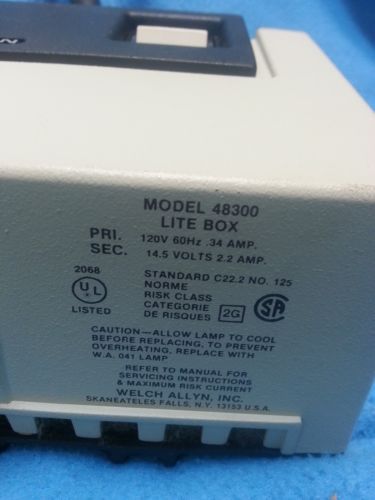 MODEL 48300
LITE BOX
PRI. 120V 60Hz .34 AMP.
SEC. 14.5 VOLTS 2.2 AMP.
2068
UL
LISTED
STANDARD C22.2 NO. 125
NORME
RISK CLASS
CATEGORIE 2G
DE RISQUES
SA
CAUTION—ALLOW LAMP TO COOL
BEFORE REPLACING, TO PREVENT
OVERHEATING, REPLACE WITH
W.A. 041 LAMP
REFER TO MANUAL FOR
SERVICING INSTRUCTIONS
& MAXIMUM RISK CURRENT
WELCH ALLYN, INC.
SKANEATELES FALLS, N.Y. 13153 U.S.A.